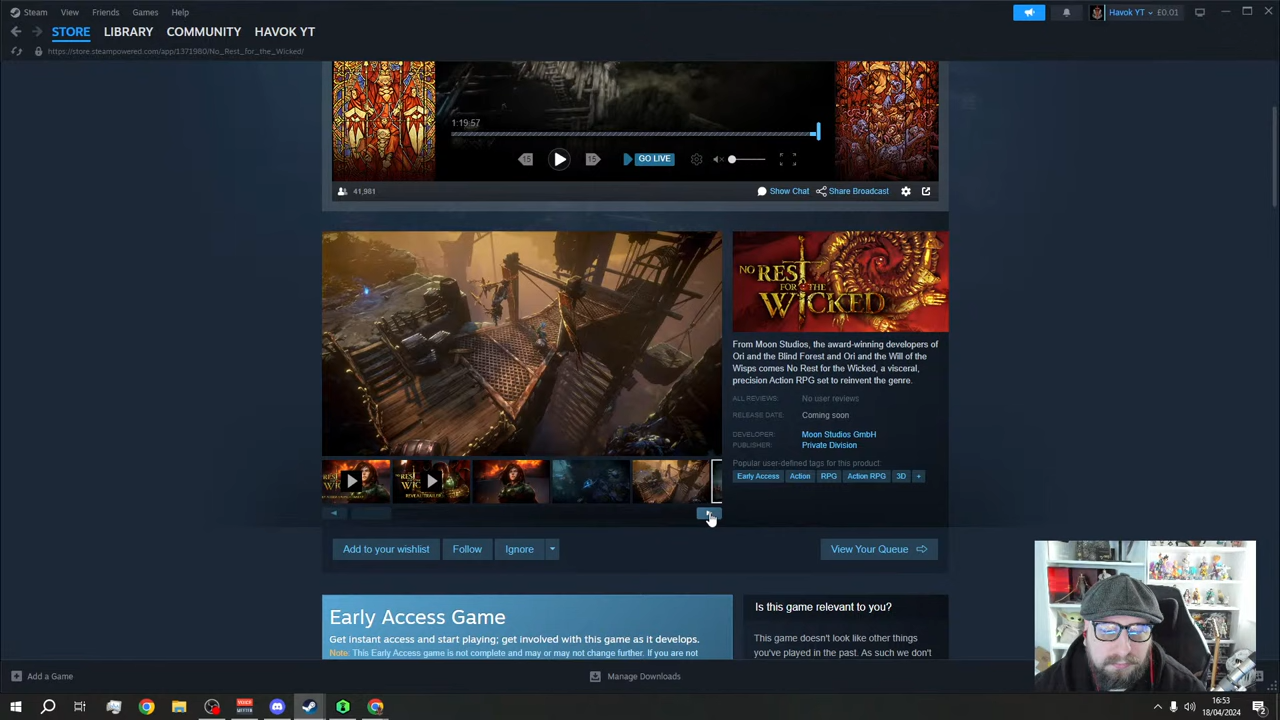 Steam View Friends Games Help
Havok YT £0.01
STORE LIBRARY COMMUNITY HAVOK YT
https://store.steampowered.com/app/1371980/No_Rest_for_the_Wicked/
1:19:57
15 15 GO LIVE
41,981 Show Chat Share Broadcast
NO REST FOR THE WICKED
From Moon Studios, the award-winning developers of
Ori and the Blind Forest and Ori and the Will of the
Wisps comes No Rest for the Wicked, a visceral,
precision Action RPG set to reinvent the genre.
ALL REVIEWS: No user reviews
RELEASE DATE: Coming soon
DEVELOPER: Moon Studios GmbH
PUBLISHER: Private Division
Popular user-defined tags for this product:
Early Access Action RPG Action RPG 3D +
Add to your wishlist Follow Ignore View Your Queue
Early Access Game
Get instant access and start playing; get involved with this game as it develops.
Note: This Early Access game is not complete and may or may not change further. If you are not
Is this game relevant to you?
This game doesn't look like other things
you've played in the past. As such we don't
Add a Game Manage Downloads
16:53
18/04/2024